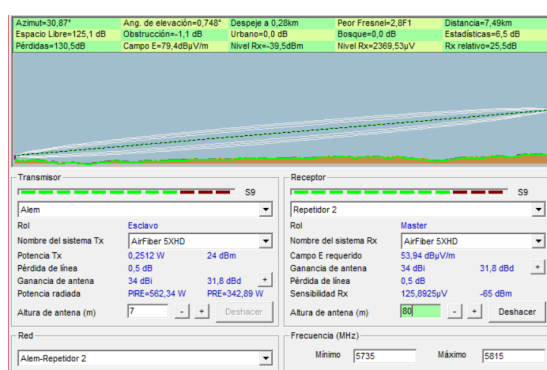 Azimut=30,87° Ang. de elevación=0,748° Despeje a 0,28km Peor Fresnel=2,8F1 Distancia=7,49km
Espacio Libre=125,1 dB Obstrucción=-1,1 dB Urbano=0,0 dB Bosque=0,0 dB Estadísticas=6,5 dB
Pérdidas=130,5dB Campo E=79,4dBµV/m Nivel Rx=-39,5dBm Nivel Rx=2369,53µV Rx relativo=25,5dB
Transmisor
S9
Alem
Rol Esclavo
Nombre del sistema Tx AirFiber 5XHD
Potencia Tx 0,2512 W 24 dBm
Pérdida de línea 0,5 dB
Ganancia de antena 34 dBi 31,8 dBd +
Potencia radiada PIRE=562,34 W PRE=342,89 W
Altura de antena (m) 7 - + Deshacer
Red
Alem-Repetidor 2
Receptor
S9
Repetidor 2
Rol Master
Nombre del sistema Rx AirFiber 5XHD
Campo E requerido 53,94 dBµV/m
Ganancia de antena 34 dBi 31,8 dBd +
Pérdida de línea 0,5 dB
Sensibilidad Rx 125,8925µV -65 dBm
Altura de antena (m) 80 - + Deshacer
Frecuencia (MHz)
Mínimo 5735 Máximo 5815